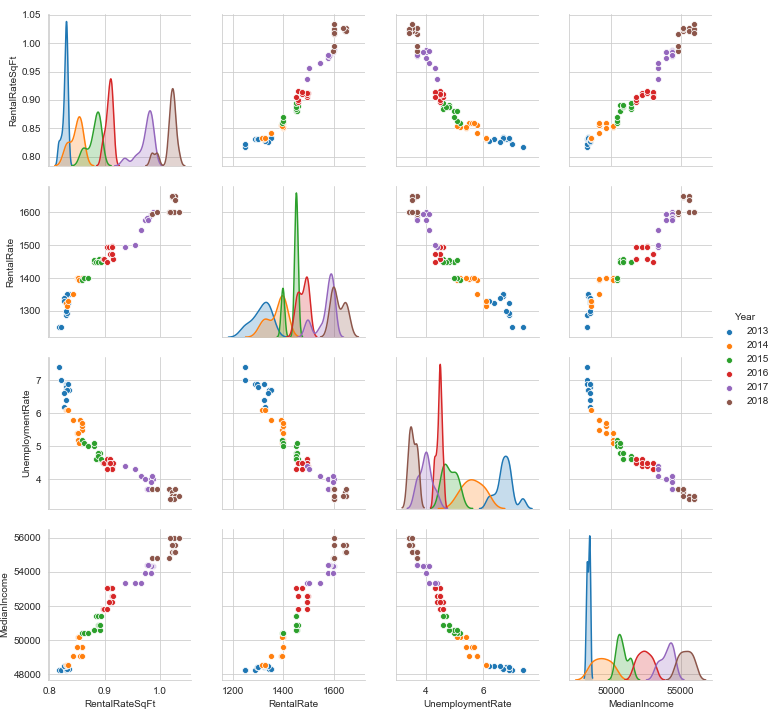 1.05
1.00
0.95
0.90
0.85
0.80
RentalRateSqFt
1600
1500
1400
1300
RentalRate
7
6
5
4
UnemploymentRate
56000
54000
52000
50000
48000
MedianIncome
0.8 0.9 1.0
RentalRateSqFt
1200 1400 1600
RentalRate
4 6
UnemploymentRate
50000 55000
MedianIncome
Year
2013
2014
2015
2016
2017
2018